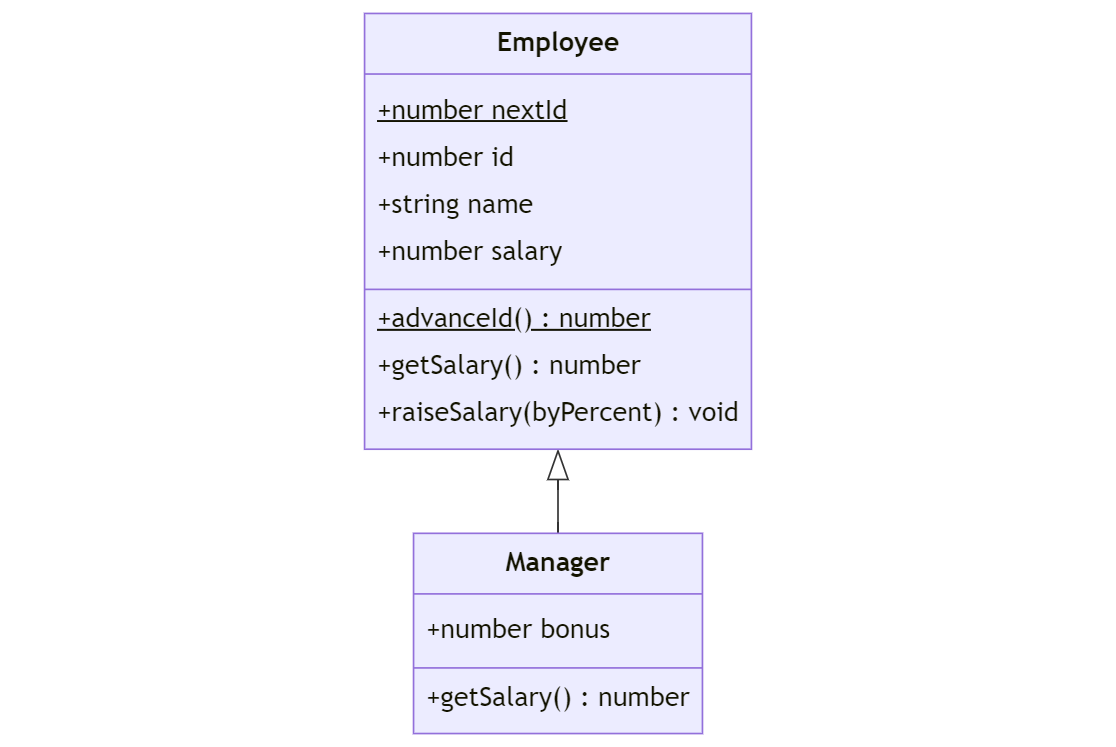 Employee
+number nextId
+number id
+string name
+number salary
+advanceId() : number
+getSalary() : number
+raiseSalary(byPercent) : void
Manager
+number bonus
+getSalary() : number